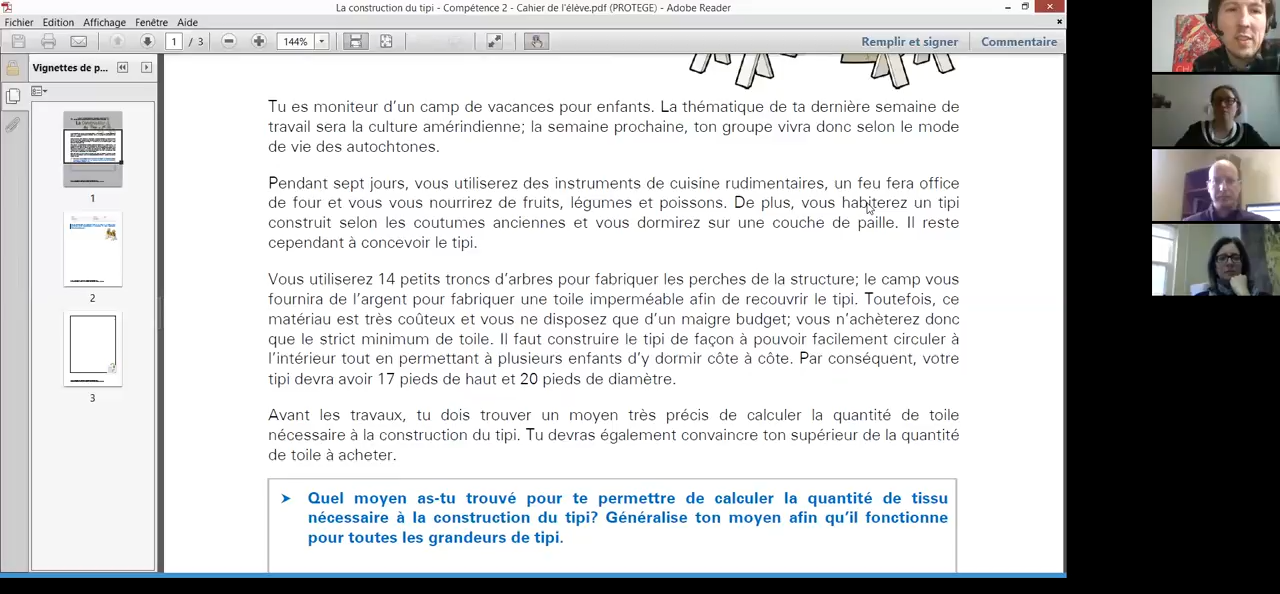 La construction du tipi - Compétence 2 - Cahier de l'élève.pdf (PROTEGE) - Adobe Reader
Fichier Edition Affichage Fenêtre Aide
1 / 3 144% Remplir et signer Commentaire
Vignettes de p...
1
2
3
Tu es moniteur d'un camp de vacances pour enfants. La thématique de ta dernière semaine de
travail sera la culture amérindienne; la semaine prochaine, ton groupe vivra donc selon le mode
de vie des autochtones.
Pendant sept jours, vous utiliserez des instruments de cuisine rudimentaires, un feu fera office
de four et vous vous nourrirez de fruits, légumes et poissons. De plus, vous habiterez un tipi
construit selon les coutumes anciennes et vous dormirez sur une couche de paille. Il reste
cependant à concevoir le tipi.
Vous utiliserez 14 petits troncs d'arbres pour fabriquer les perches de la structure; le camp vous
fournira de l'argent pour fabriquer une toile imperméable afin de recouvrir le tipi. Toutefois, ce
matériau est très coûteux et vous ne disposez que d'un maigre budget; vous n'achèterez donc
que le strict minimum de toile. Il faut construire le tipi de façon à pouvoir facilement circuler à
l'intérieur tout en permettant à plusieurs enfants d'y dormir côte à côte. Par conséquent, votre
tipi devra avoir 17 pieds de haut et 20 pieds de diamètre.
Avant les travaux, tu dois trouver un moyen très précis de calculer la quantité de toile
nécessaire à la construction du tipi. Tu devras également convaincre ton supérieur de la quantité
de toile à acheter.
➤ Quel moyen as-tu trouvé pour te permettre de calculer la quantité de tissu
nécessaire à la construction du tipi? Généralise ton moyen afin qu'il fonctionne
pour toutes les grandeurs de tipi.